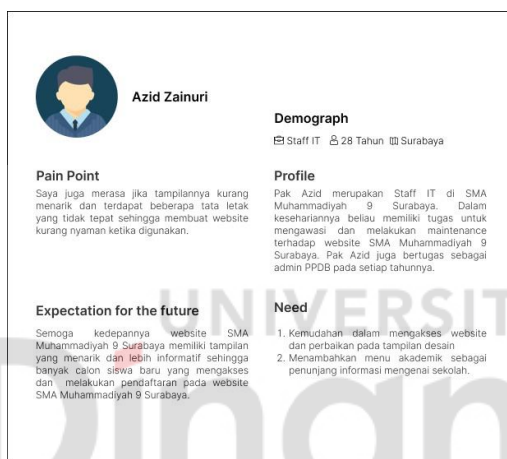 Azid Zainuri
Demograph
Staff IT 28 Tahun Surabaya
Pain Point
Saya juga merasa jika tampilannya kurang
menarik dan terdapat beberapa tata letak
yang tidak tepat sehingga membuat website
kurang nyaman ketika digunakan.
Profile
Pak Azid merupakan Staff IT di SMA
Muhammadiyah 9 Surabaya. Dalam
kesehariannya beliau memiliki tugas untuk
mengawasi dan melakukan maintenance
terhadap website SMA Muhammadiyah 9
Surabaya. Pak Azid juga bertugas sebagai
admin PPDB pada setiap tahunnya.
Expectation for the future
Semoga kedepannya website SMA
Muhammadiyah 9 Surabaya memiliki tampilan
yang menarik dan lebih informatif sehingga
banyak calon siswa baru yang mengakses
dan melakukan pendaftaran pada website
SMA Muhammadiyah 9 Surabaya.
Need
1. Kemudahan dalam mengakses website
dan perbaikan pada tampilan desain
2. Menambahkan menu akademik sebagai
penunjang informasi mengenai sekolah.
UNIVERSIT
Dinam